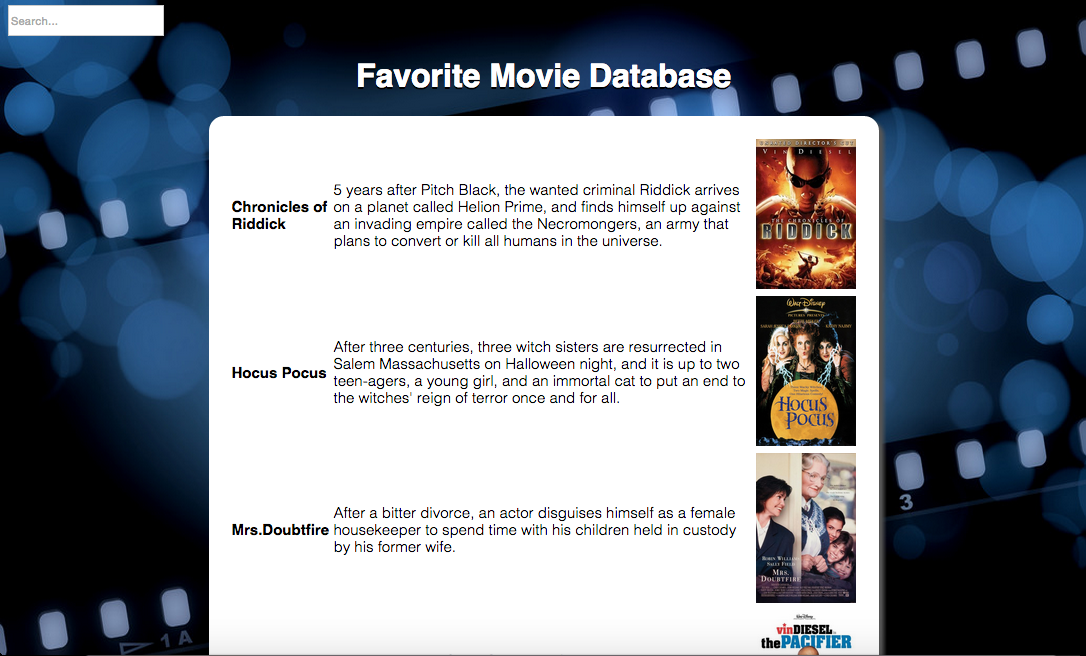 Search...
Favorite Movie Database
Chronicles of
Riddick
5 years after Pitch Black, the wanted criminal Riddick arrives
on a planet called Helion Prime, and finds himself up against
an invading empire called the Necromongers, an army that
plans to convert or kill all humans in the universe.
UNRATED DIRECTOR'S CUT
VIN DIESEL
THE CHRONICLES OF
RIDDICK
Hocus Pocus
After three centuries, three witch sisters are resurrected in
Salem Massachusetts on Halloween night, and it is up to two
teen-agers, a young girl, and an immortal cat to put an end to
the witches' reign of terror once and for all.
Walt Disney
PICTURES PRESENTS
HOCUS
POCUS
Mrs.Doubtfire
After a bitter divorce, an actor disguises himself as a female
housekeeper to spend time with his children held in custody
by his former wife.
ROBIN WILLIAMS
SALLY FIELD
MRS.
DOUBTFIRE
3
1A
vinDIESEL
thePACIFIER